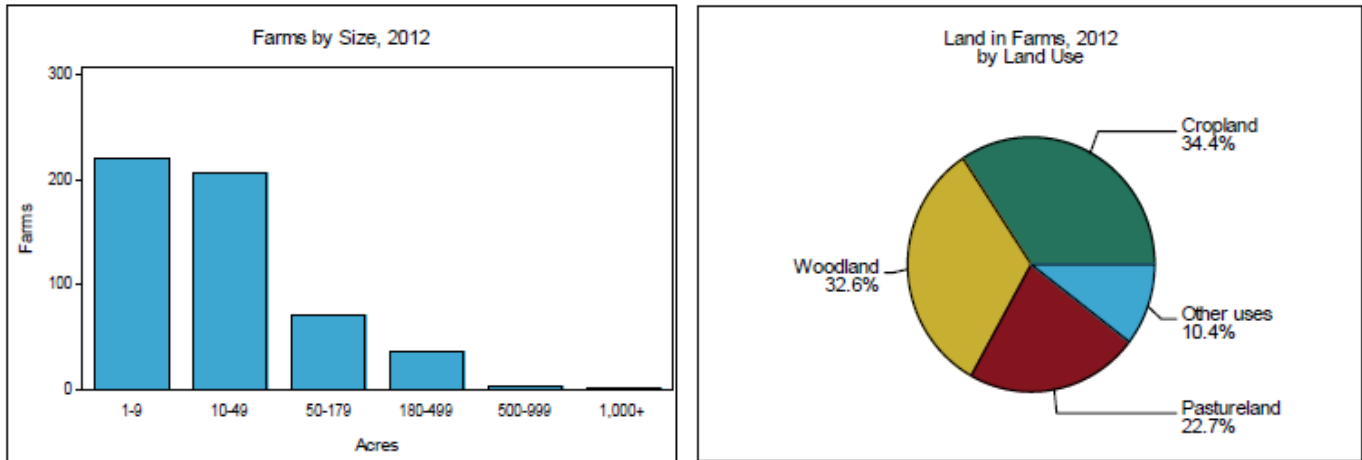 Farms by Size, 2012
300
200
100
0
Farms
1-9 10-49 50-179 180-499 500-999 1,000+
Acres
Land in Farms, 2012
by Land Use
Cropland
34.4%
Woodland
32.6%
Other uses
10.4%
Pastureland
22.7%